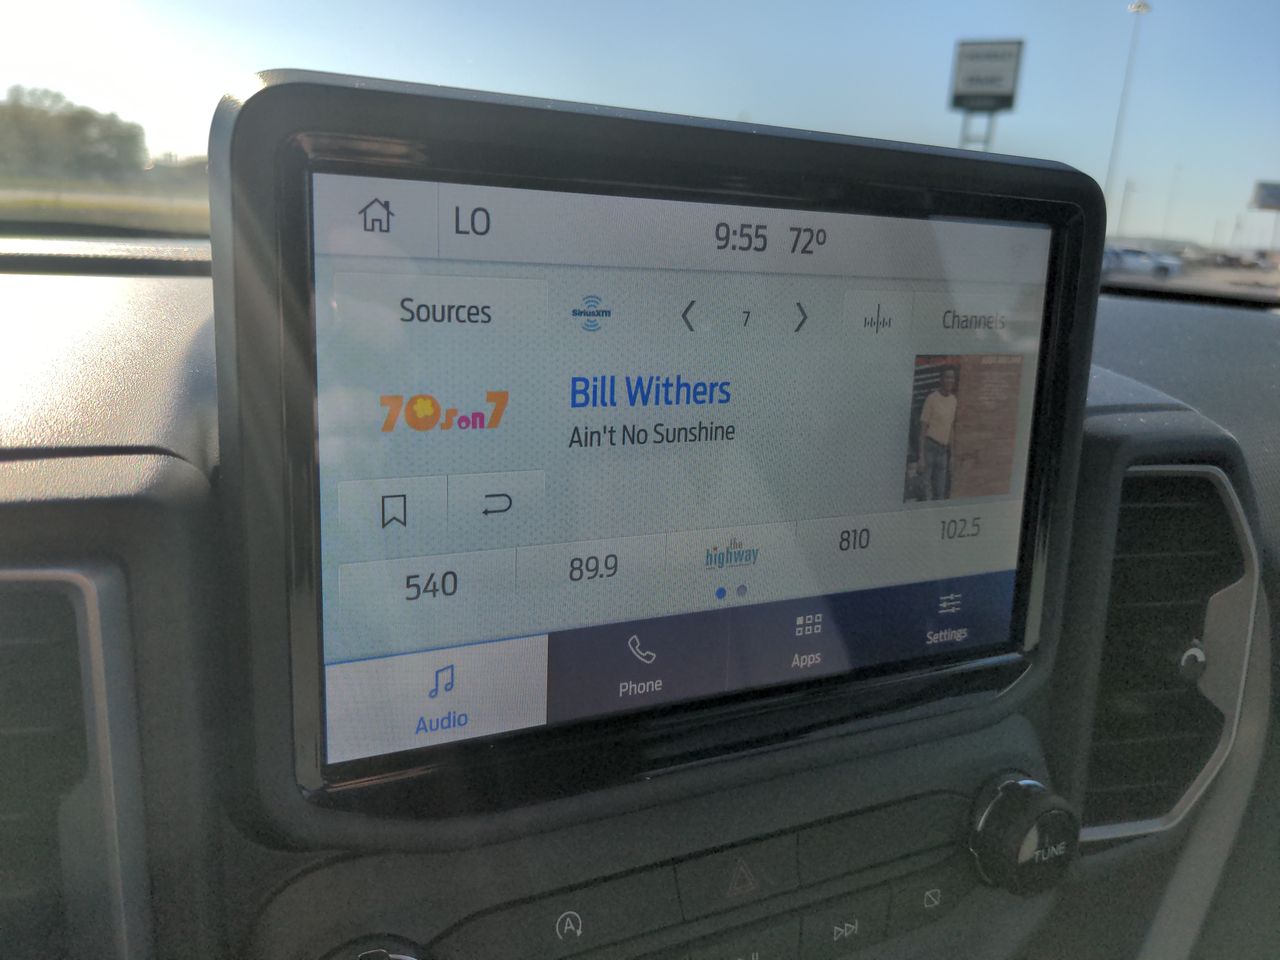 LO
9:55 72°
Sources
SiriusXM
7
Channels
70s on 7
Bill Withers
Ain't No Sunshine
540
89.9
the highway
810
102.5
Audio
Phone
Apps
Settings
TUNE
A